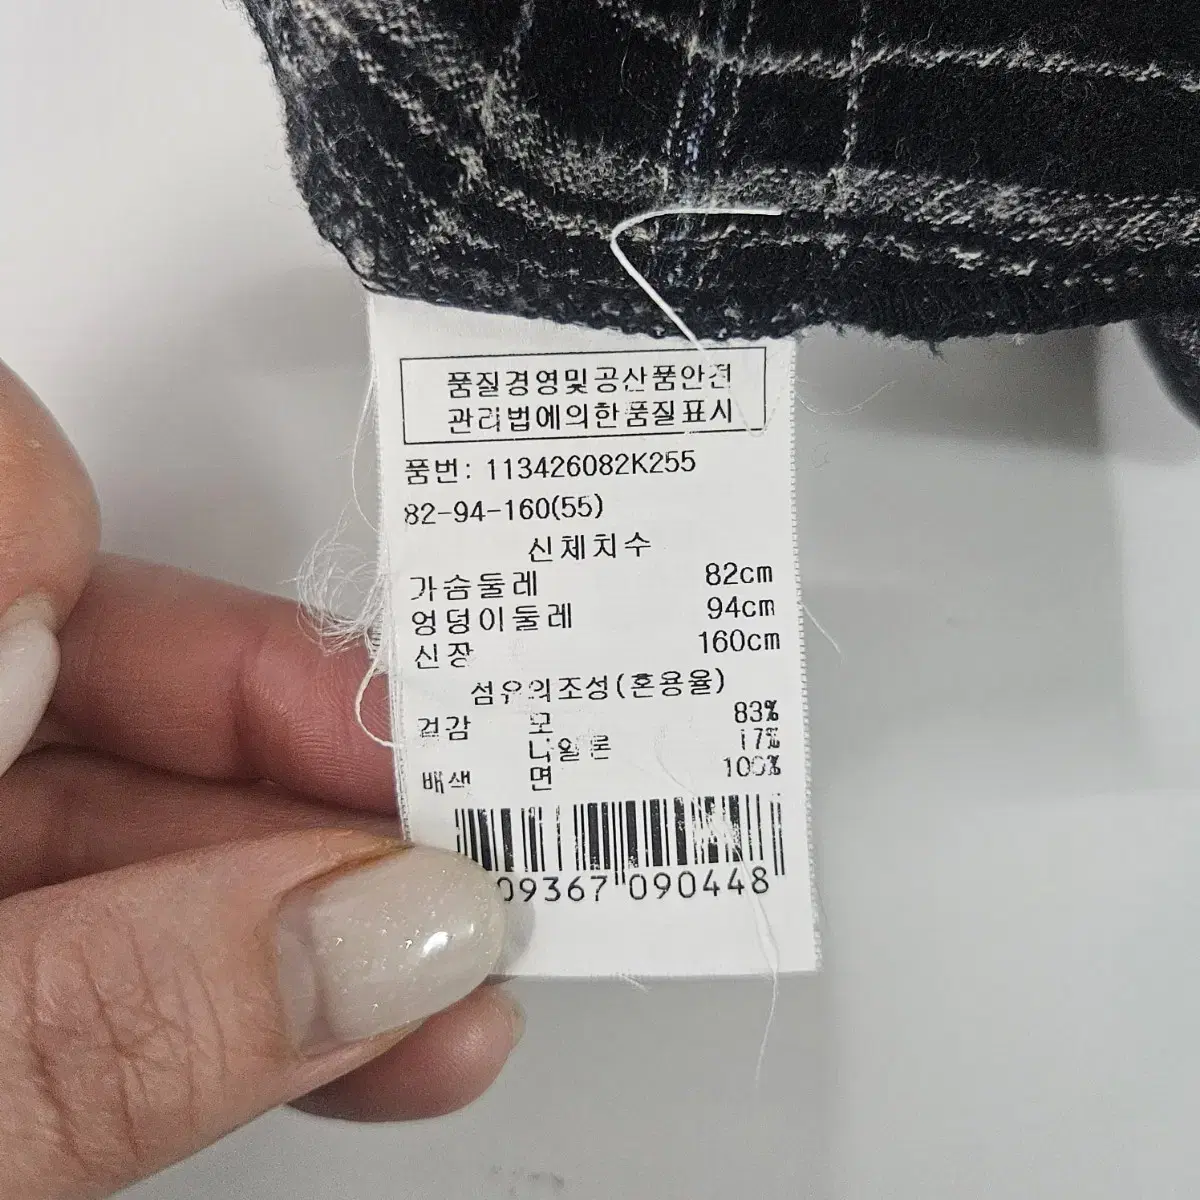 품질경영및공산품안전
관리법에의한품질표시
품번: 113426082K255
82-94-160(55)
신체치수
가슴둘레 82cm
엉덩이둘레 94cm
신장 160cm
섬유의조성(혼용율)
겉감 모 83%
나일론 17%
배색 면 100%
09367 090448